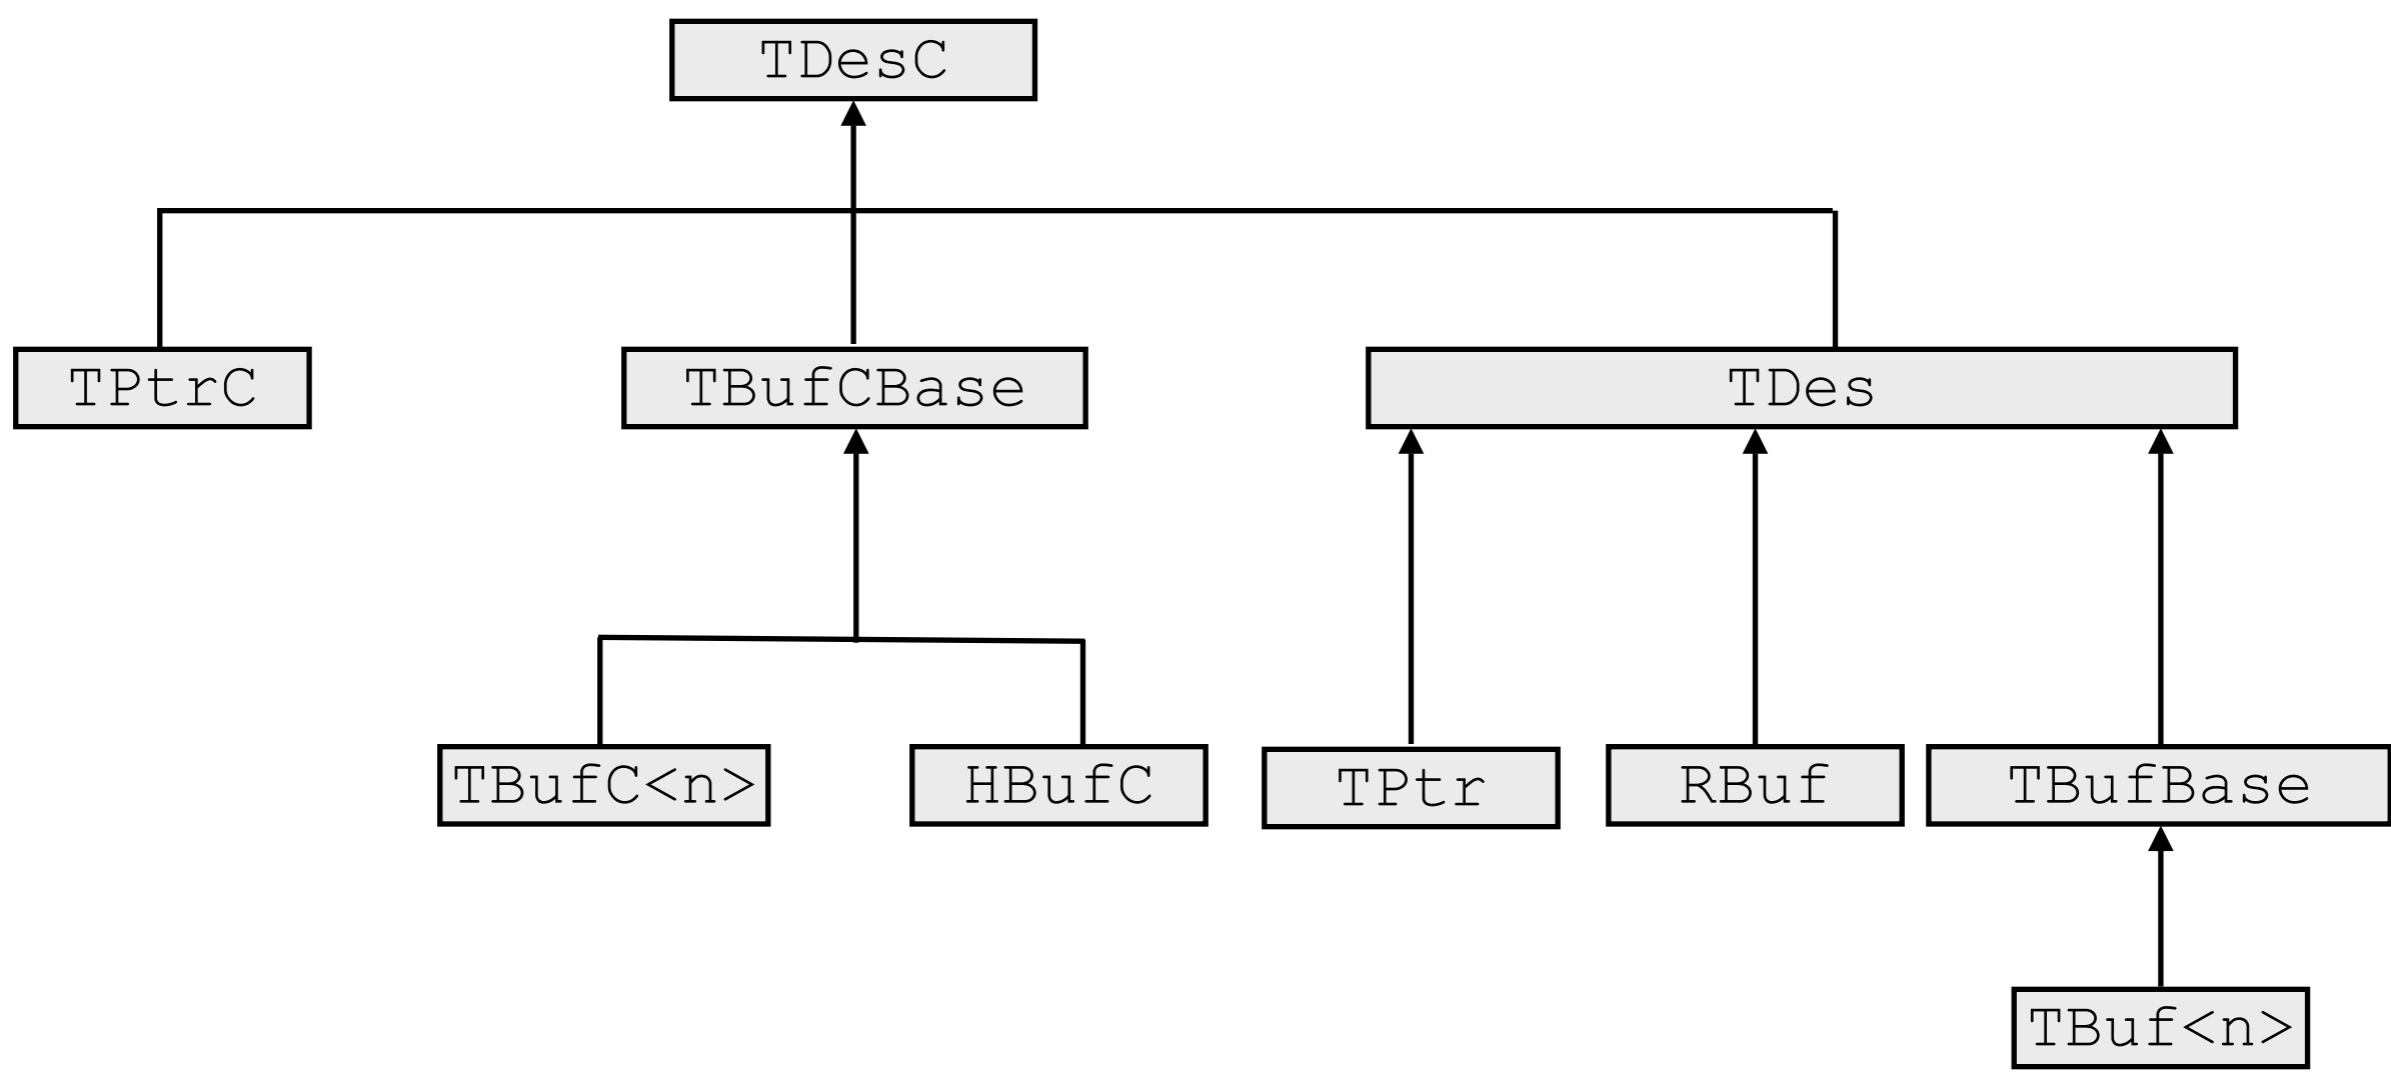 TDesC
TPtrC
TBufCBase
TDes
TBufC<n>
HBufC
TPtr
RBuf
TBufBase
TBuf<n>